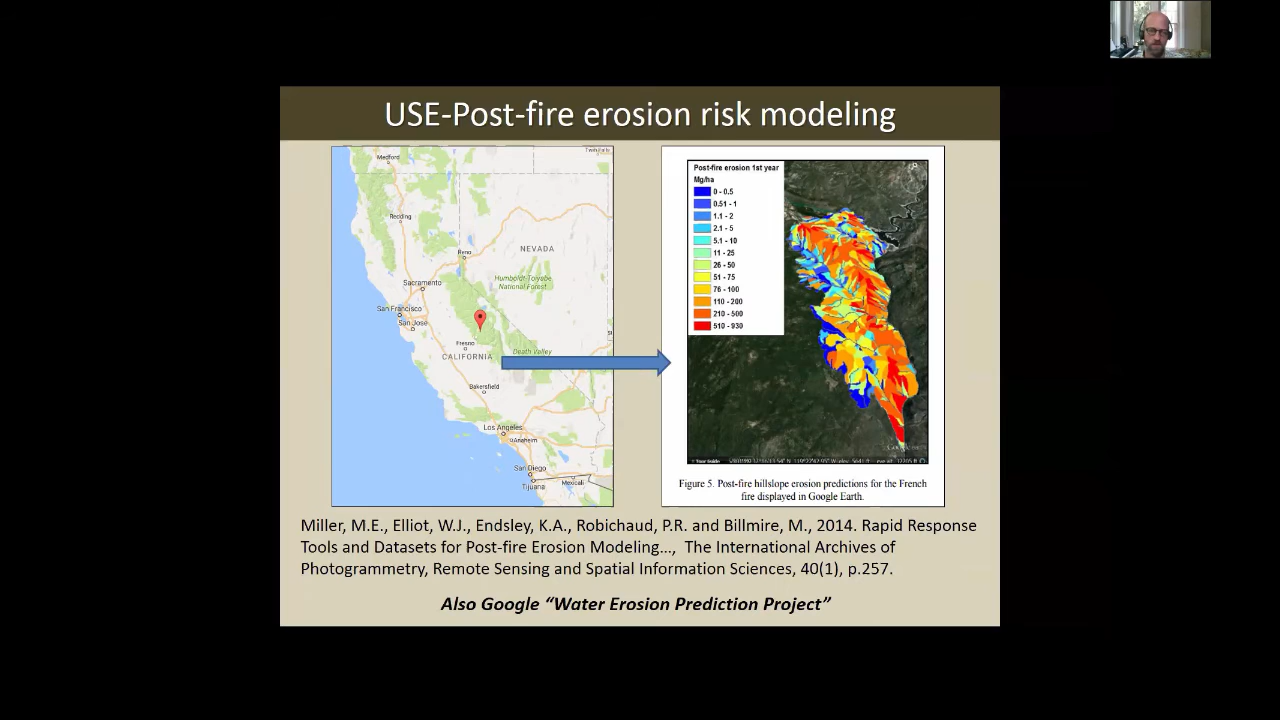 USE-Post-fire erosion risk modeling
Twin Falls
Medford
Redding
Reno
NEVADA
Humboldt-Toiyabe
National Forest
Sacramento
San Francisco
San Jose
Fresno
CALIFORNIA
Death Valley
Bakersfield
Los Angeles
Anaheim
San Diego
Tijuana
Mexicali
Post-fire erosion 1st year
Mg/ha
0 - 0.5
0.51 - 1
1.1 - 2
2.1 - 5
5.1 - 10
11 - 25
26 - 50
51 - 75
76 - 100
110 - 200
210 - 500
510 - 930
Tour Guide
Figure 5. Post-fire hillslope erosion predictions for the French
fire displayed in Google Earth.
Miller, M.E., Elliot, W.J., Endsley, K.A., Robichaud, P.R. and Billmire, M., 2014. Rapid Response
Tools and Datasets for Post-fire Erosion Modeling…, The International Archives of
Photogrammetry, Remote Sensing and Spatial Information Sciences, 40(1), p.257.
Also Google “Water Erosion Prediction Project”